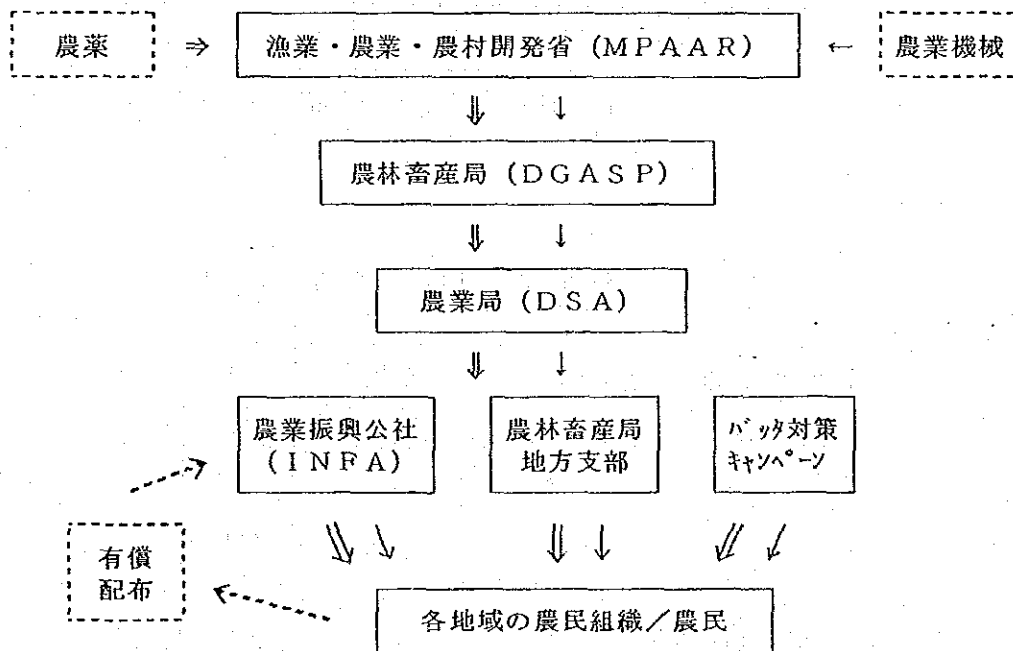 農薬 ⇒ 漁業・農業・農村開発省(MPAAR) ← 農業機械
⇓ ↓
農林畜産局(DGASP)
⇓ ↓
農業局(DSA)
⇓ ↓
農業振興公社
(INFA)
農林畜産局
地方支部
バッタ対策
キャンペーン
有償
配布
各地域の農民組織/農民